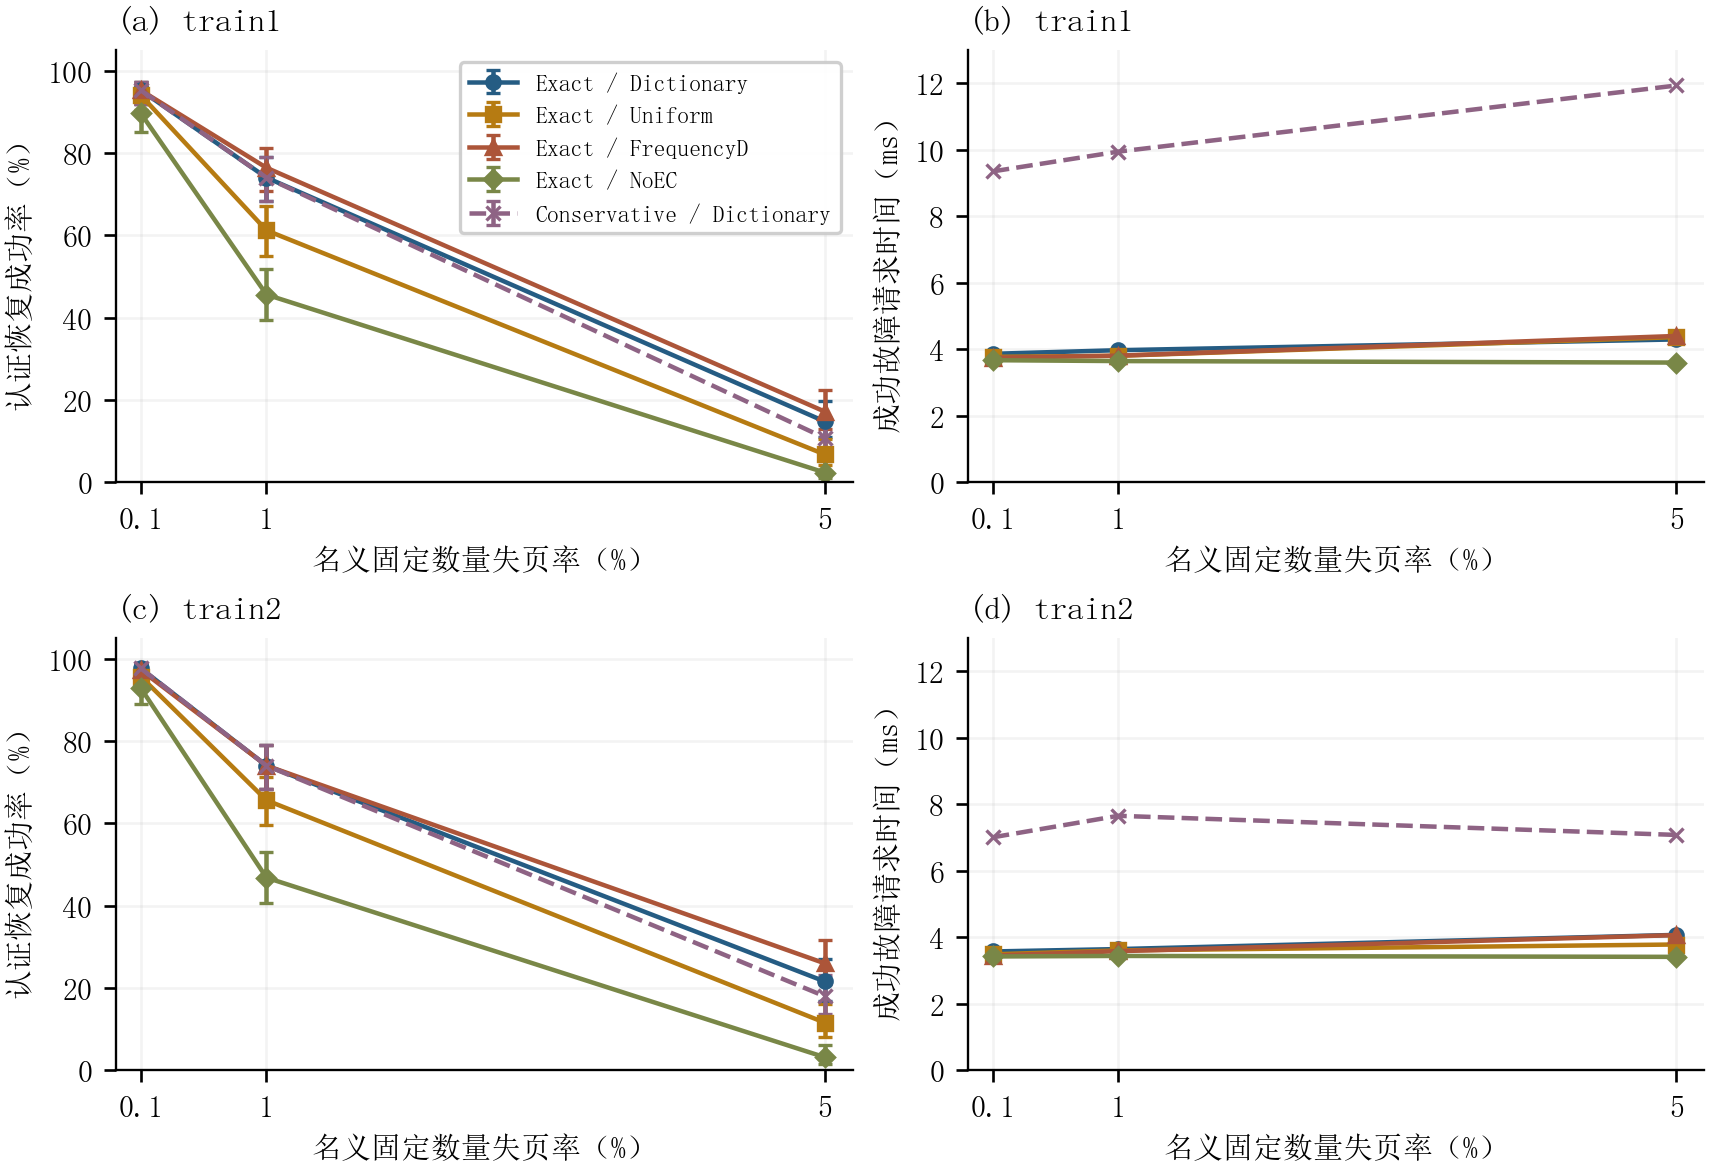 (a) train1
100
80
60
40
20
0
认证恢复成功率 (%)
Exact / Dictionary
Exact / Uniform
Exact / FrequencyD
Exact / NoEC
Conservative / Dictionary
0.1 1 5
名义固定数量失页率 (%)
(b) train1
12
10
8
6
4
2
0
成功故障请求时间 (ms)
0.1 1 5
名义固定数量失页率 (%)
(c) train2
100
80
60
40
20
0
认证恢复成功率 (%)
0.1 1 5
名义固定数量失页率 (%)
(d) train2
12
10
8
6
4
2
0
成功故障请求时间 (ms)
0.1 1 5
名义固定数量失页率 (%)